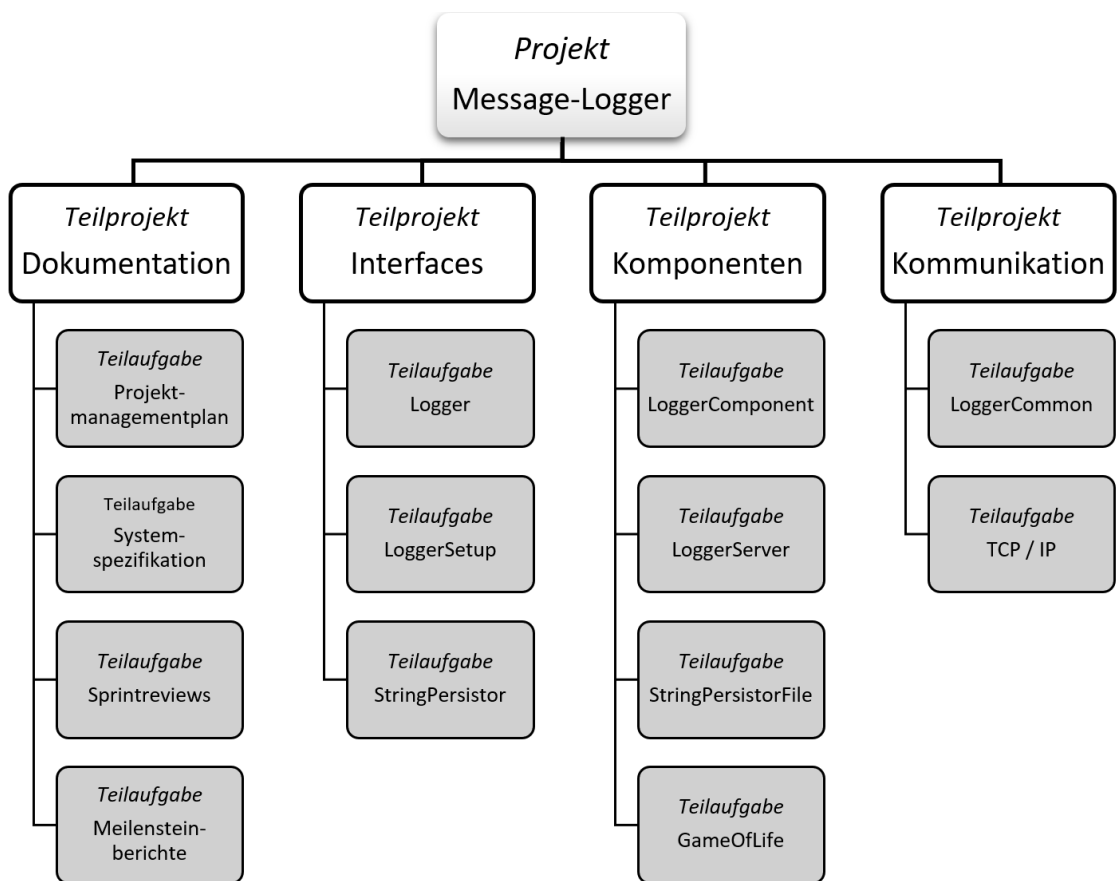 Projekt
Message-Logger
Teilprojekt
Dokumentation
Teilaufgabe
Projekt-
managementplan
Teilaufgabe
System-
spezifikation
Teilaufgabe
Sprintreviews
Teilaufgabe
Meilenstein-
berichte
Teilprojekt
Interfaces
Teilaufgabe
Logger
Teilaufgabe
LoggerSetup
Teilaufgabe
StringPersistor
Teilprojekt
Komponenten
Teilaufgabe
LoggerComponent
Teilaufgabe
LoggerServer
Teilaufgabe
StringPersistorFile
Teilaufgabe
GameOfLife
Teilprojekt
Kommunikation
Teilaufgabe
LoggerCommon
Teilaufgabe
TCP / IP